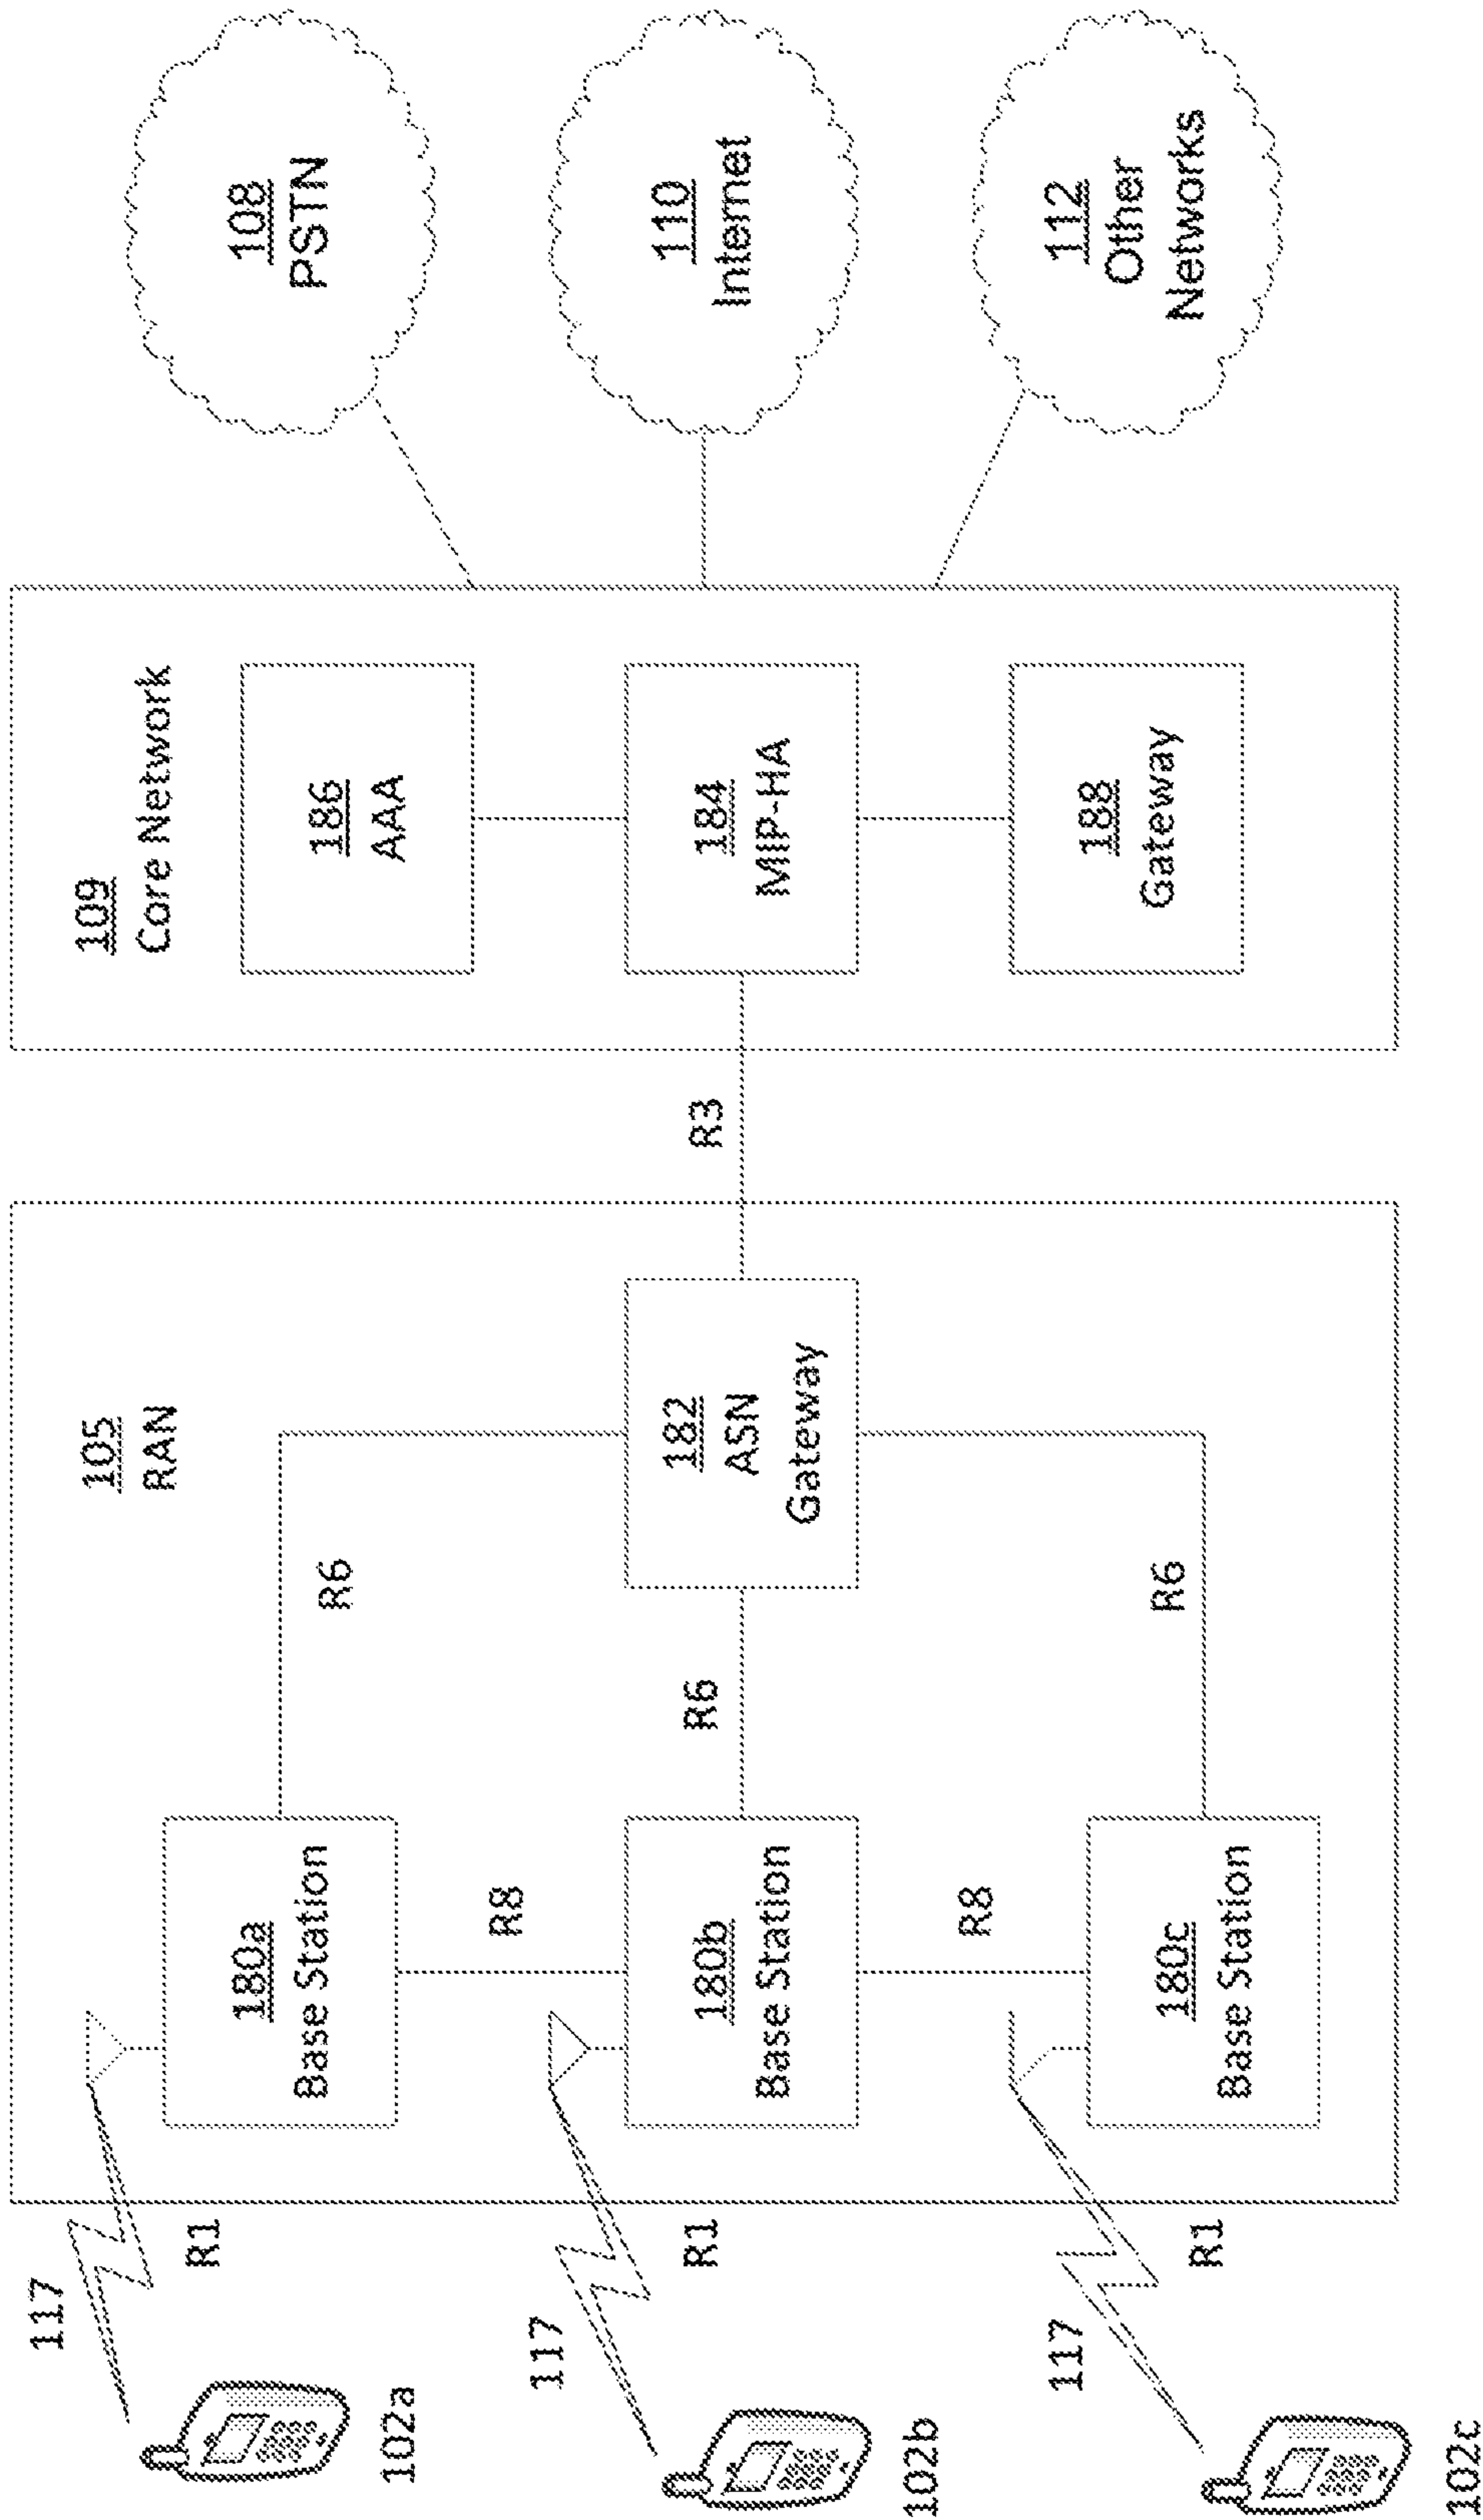 117
102a
R1
117
102b
R1
117
102c
R1
105
RAN
180a
Base Station
R8
180b
Base Station
R8
180c
Base Station
R6
R6
R6
182
ASN
Gateway
R3
109
Core Network
186
AAA
184
MIP-HA
188
Gateway
108
PSTN
110
Internet
112
Other
Networks